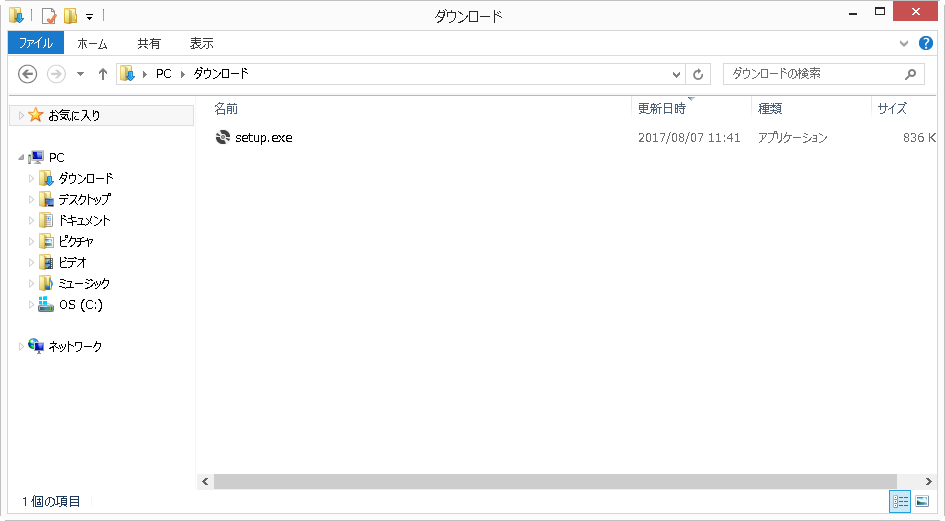 ダウンロード
ファイル ホーム 共有 表示
PC ダウンロード ダウンロードの検索
名前 更新日時 種類 サイズ
setup.exe 2017/08/07 11:41 アプリケーション 836 K
お気に入り
PC
ダウンロード
デスクトップ
ドキュメント
ピクチャ
ビデオ
ミュージック
OS (C:)
ネットワーク
1 個の項目